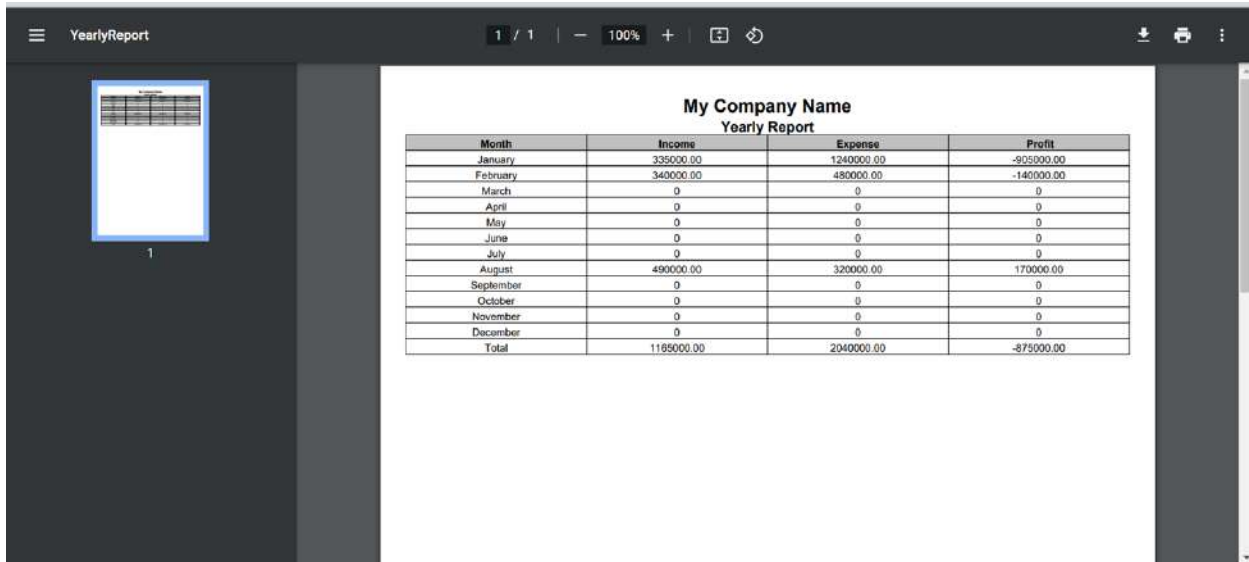 YearlyReport
1 / 1 | − 100% + |
1
My Company Name
Yearly Report
Month Income Expense Profit
January 335000.00 1240000.00 -905000.00
February 340000.00 480000.00 -140000.00
March 0 0 0
April 0 0 0
May 0 0 0
June 0 0 0
July 0 0 0
August 490000.00 320000.00 170000.00
September 0 0 0
October 0 0 0
November 0 0 0
December 0 0 0
Total 1165000.00 2040000.00 -875000.00